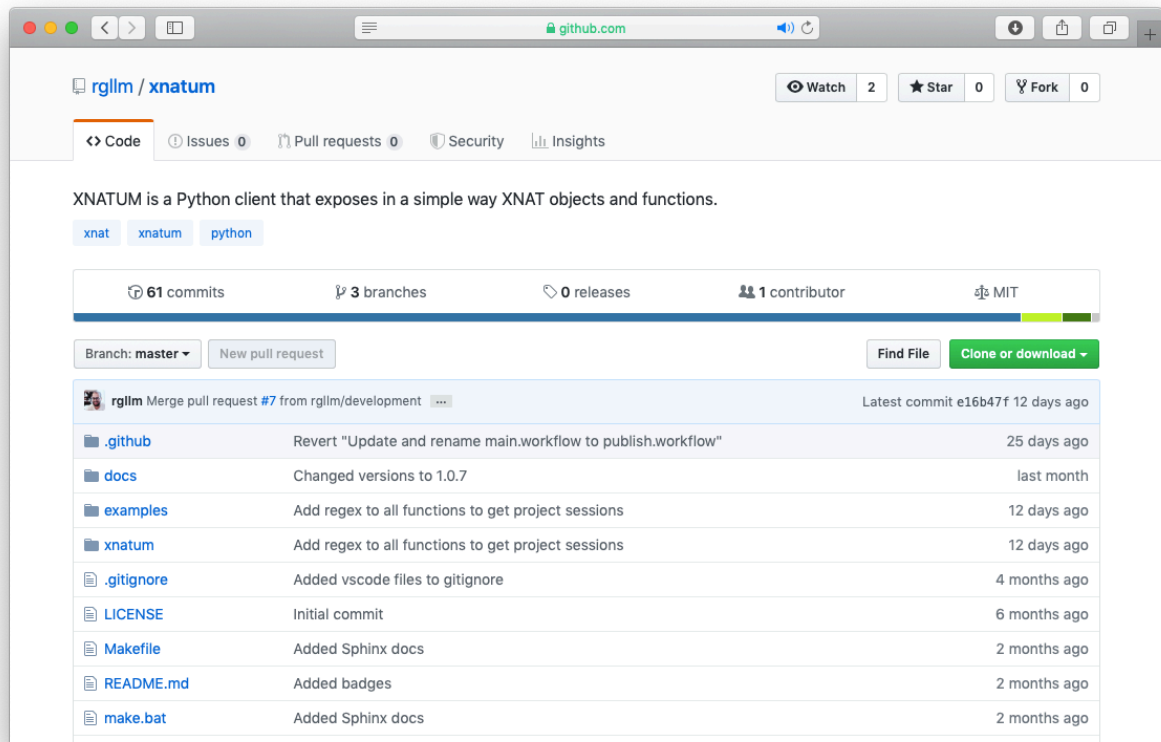 github.com
rgllm / xnatum
Watch 2 Star 0 Fork 0
Code Issues 0 Pull requests 0 Security Insights
XNATUM is a Python client that exposes in a simple way XNAT objects and functions.
xnat xnatum python
61 commits 3 branches 0 releases 1 contributor MIT
Branch: master New pull request Find File Clone or download
rgllm Merge pull request #7 from rgllm/development ... Latest commit e16b47f 12 days ago
.github Revert "Update and rename main.workflow to publish.workflow" 25 days ago
docs Changed versions to 1.0.7 last month
examples Add regex to all functions to get project sessions 12 days ago
xnatum Add regex to all functions to get project sessions 12 days ago
.gitignore Added vscode files to gitignore 4 months ago
LICENSE Initial commit 6 months ago
Makefile Added Sphinx docs 2 months ago
README.md Added badges 2 months ago
make.bat Added Sphinx docs 2 months ago